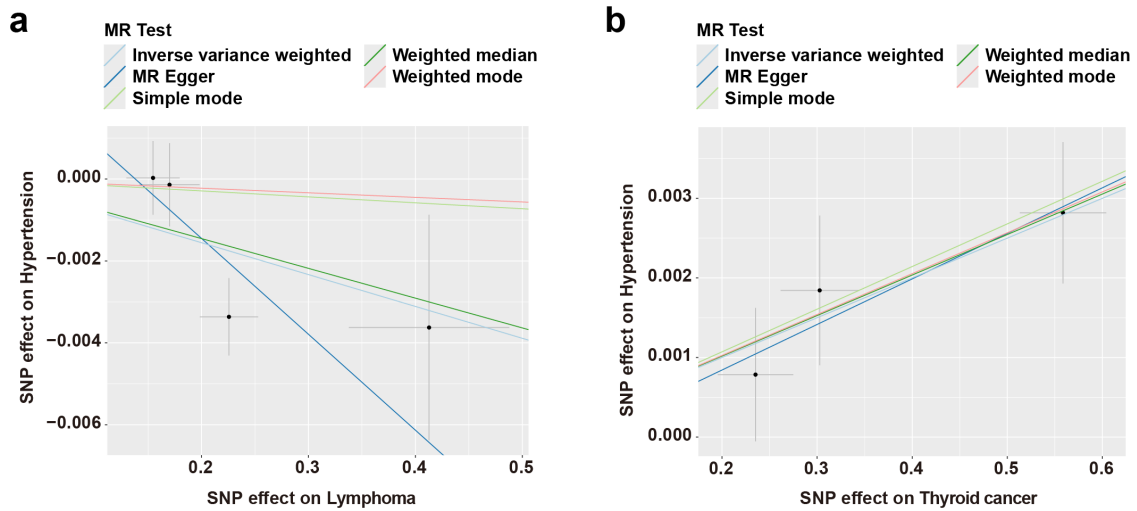 a
MR Test
Inverse variance weighted
Weighted median
MR Egger
Weighted mode
Simple mode
0.000
−0.002
−0.004
−0.006
SNP effect on Hypertension
0.2
0.3
0.4
0.5
SNP effect on Lymphoma
b
MR Test
Inverse variance weighted
Weighted median
MR Egger
Weighted mode
Simple mode
0.003
0.002
0.001
0.000
SNP effect on Hypertension
0.2
0.3
0.4
0.5
0.6
SNP effect on Thyroid cancer